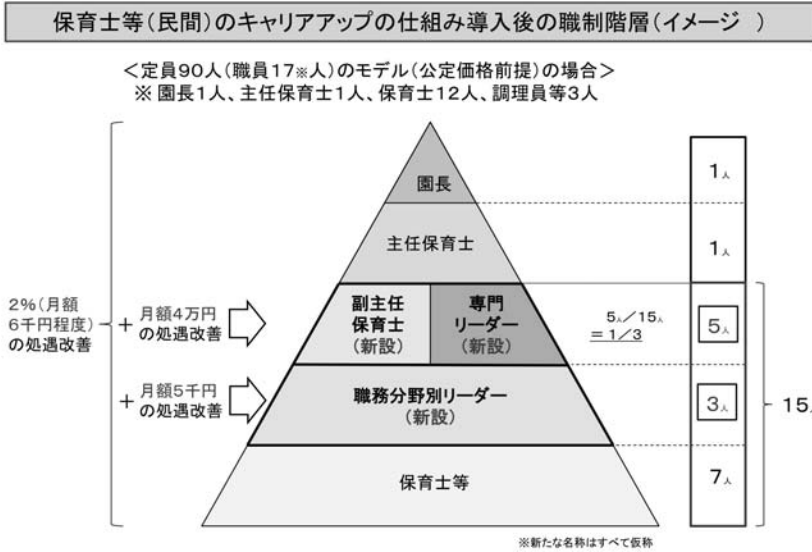 保育士等(民間)のキャリアアップの仕組み導入後の職制階層(イメージ )
＜定員90人(職員17※人)のモデル(公定価格前提)の場合＞
※ 園長1人、主任保育士1人、保育士12人、調理員等3人
園長
1人
主任保育士
1人
2%(月額
6千円程度)
の処遇改善
＋
月額4万円
の処遇改善
副主任
保育士
(新設)
専門
リーダー
(新設)
5人／15人
＝1／3
5人
＋
月額5千円
の処遇改善
職務分野別リーダー
(新設)
3人
15人
保育士等
7人
※新たな名称はすべて仮称